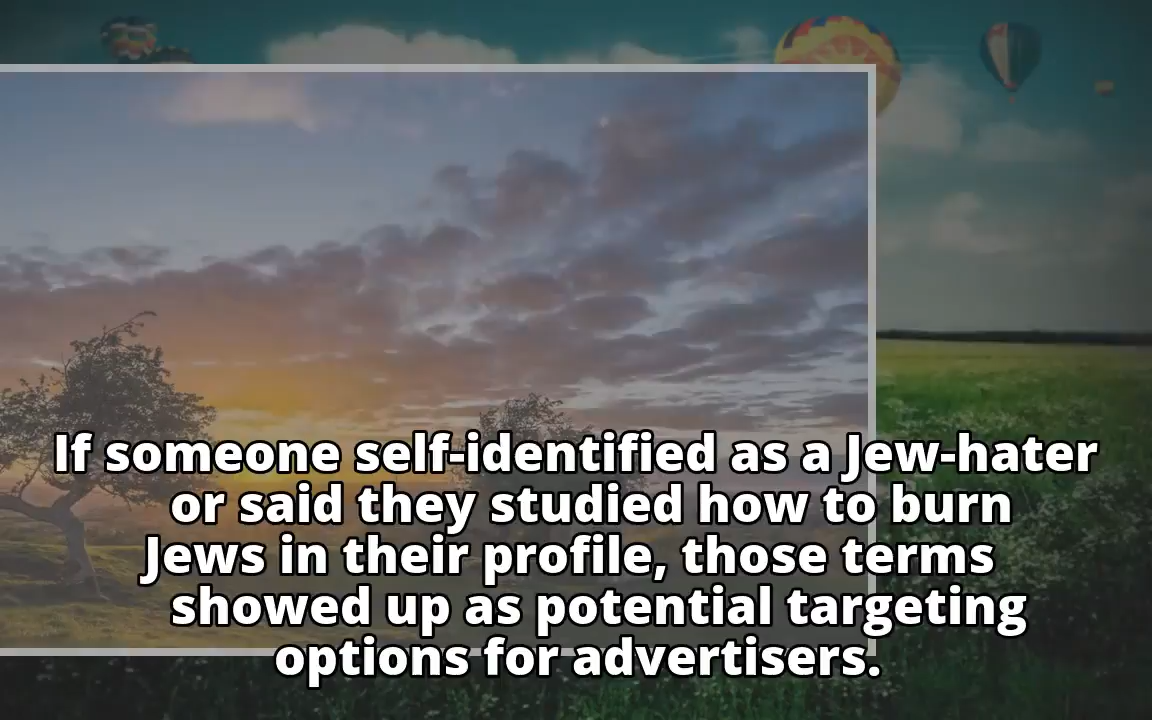 If someone self-identified as a Jew-hater
or said they studied how to burn
Jews in their profile, those terms
showed up as potential targeting
options for advertisers.